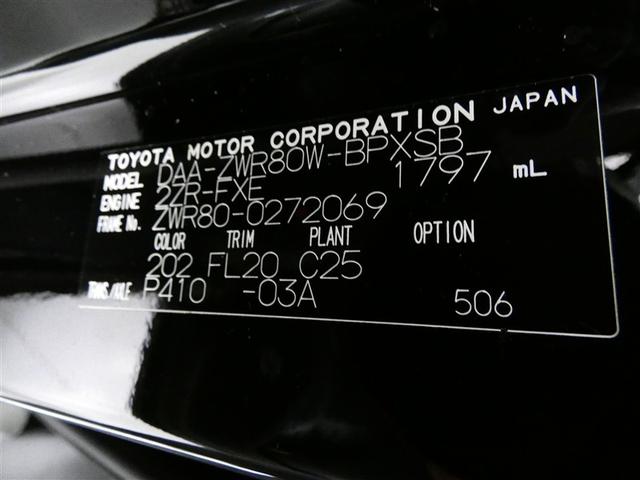 TOYOTA MOTOR CORPORATION JAPAN
MODEL DAA-ZWR80W-BPXSB
ENGINE 2ZR-FXE 1797 mL
FRAME No. ZWR80-0272069
COLOR TRIM PLANT OPTION
202 FL20 C25
TRANS/AXLE P410 -03A 506